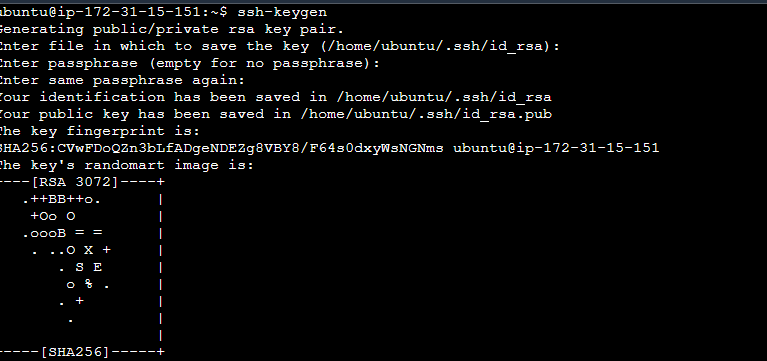 ubuntu@ip-172-31-15-151:~$ ssh-keygen
Generating public/private rsa key pair.
Enter file in which to save the key (/home/ubuntu/.ssh/id_rsa):
Enter passphrase (empty for no passphrase):
Enter same passphrase again:
Your identification has been saved in /home/ubuntu/.ssh/id_rsa
Your public key has been saved in /home/ubuntu/.ssh/id_rsa.pub
The key fingerprint is:
SHA256:CVwFDoQZn3bLfADgeNDEZg8VBY8/F64s0dxyWsNGNms ubuntu@ip-172-31-15-151
The key's randomart image is:
----[RSA 3072]----+
   .++BB++o.      |
    +Oo O         |
   .oooB = =      |
    . ..O X +     |
       . S E      |
        o % .     |
       . +        |
        .         |
                  |
-----[SHA256]-----+